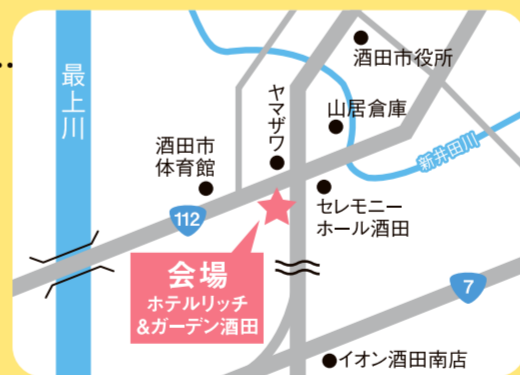 最上川
酒田市役所
ヤマザワ
山居倉庫
酒田市
体育館
新井田川
セレモニー
ホール酒田
112
会場
ホテルリッチ
&ガーデン酒田
7
イオン酒田南店